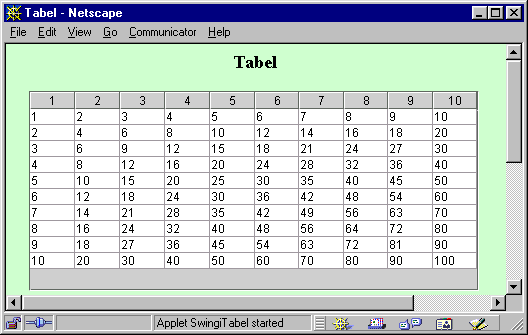 Tabel - Netscape
File Edit View Go Communicator Help
Tabel
1 2 3 4 5 6 7 8 9 10
1 2 3 4 5 6 7 8 9 10
2 4 6 8 10 12 14 16 18 20
3 6 9 12 15 18 21 24 27 30
4 8 12 16 20 24 28 32 36 40
5 10 15 20 25 30 35 40 45 50
6 12 18 24 30 36 42 48 54 60
7 14 21 28 35 42 49 56 63 70
8 16 24 32 40 48 56 64 72 80
9 18 27 36 45 54 63 72 81 90
10 20 30 40 50 60 70 80 90 100
Applet SwingiTabel started